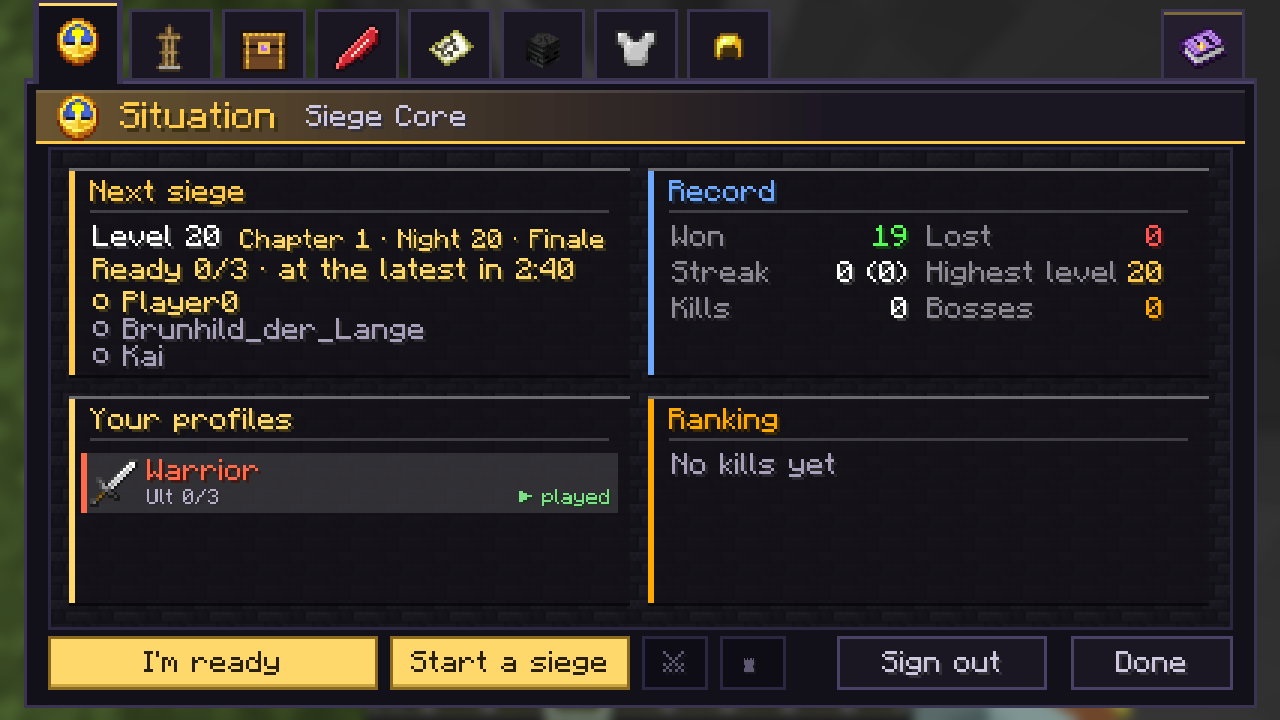 Situation Siege Core
Next siege
Level 20 Chapter 1 · Night 20 · Finale
Ready 0/3 · at the latest in 2:40
Player0
Brunhild_der_Lange
Kai
Record
Won 19 Lost 0
Streak 0 (0) Highest level 20
Kills 0 Bosses 0
Your profiles
Warrior
Ult 0/3 played
Ranking
No kills yet
I'm ready Start a siege Sign out Done